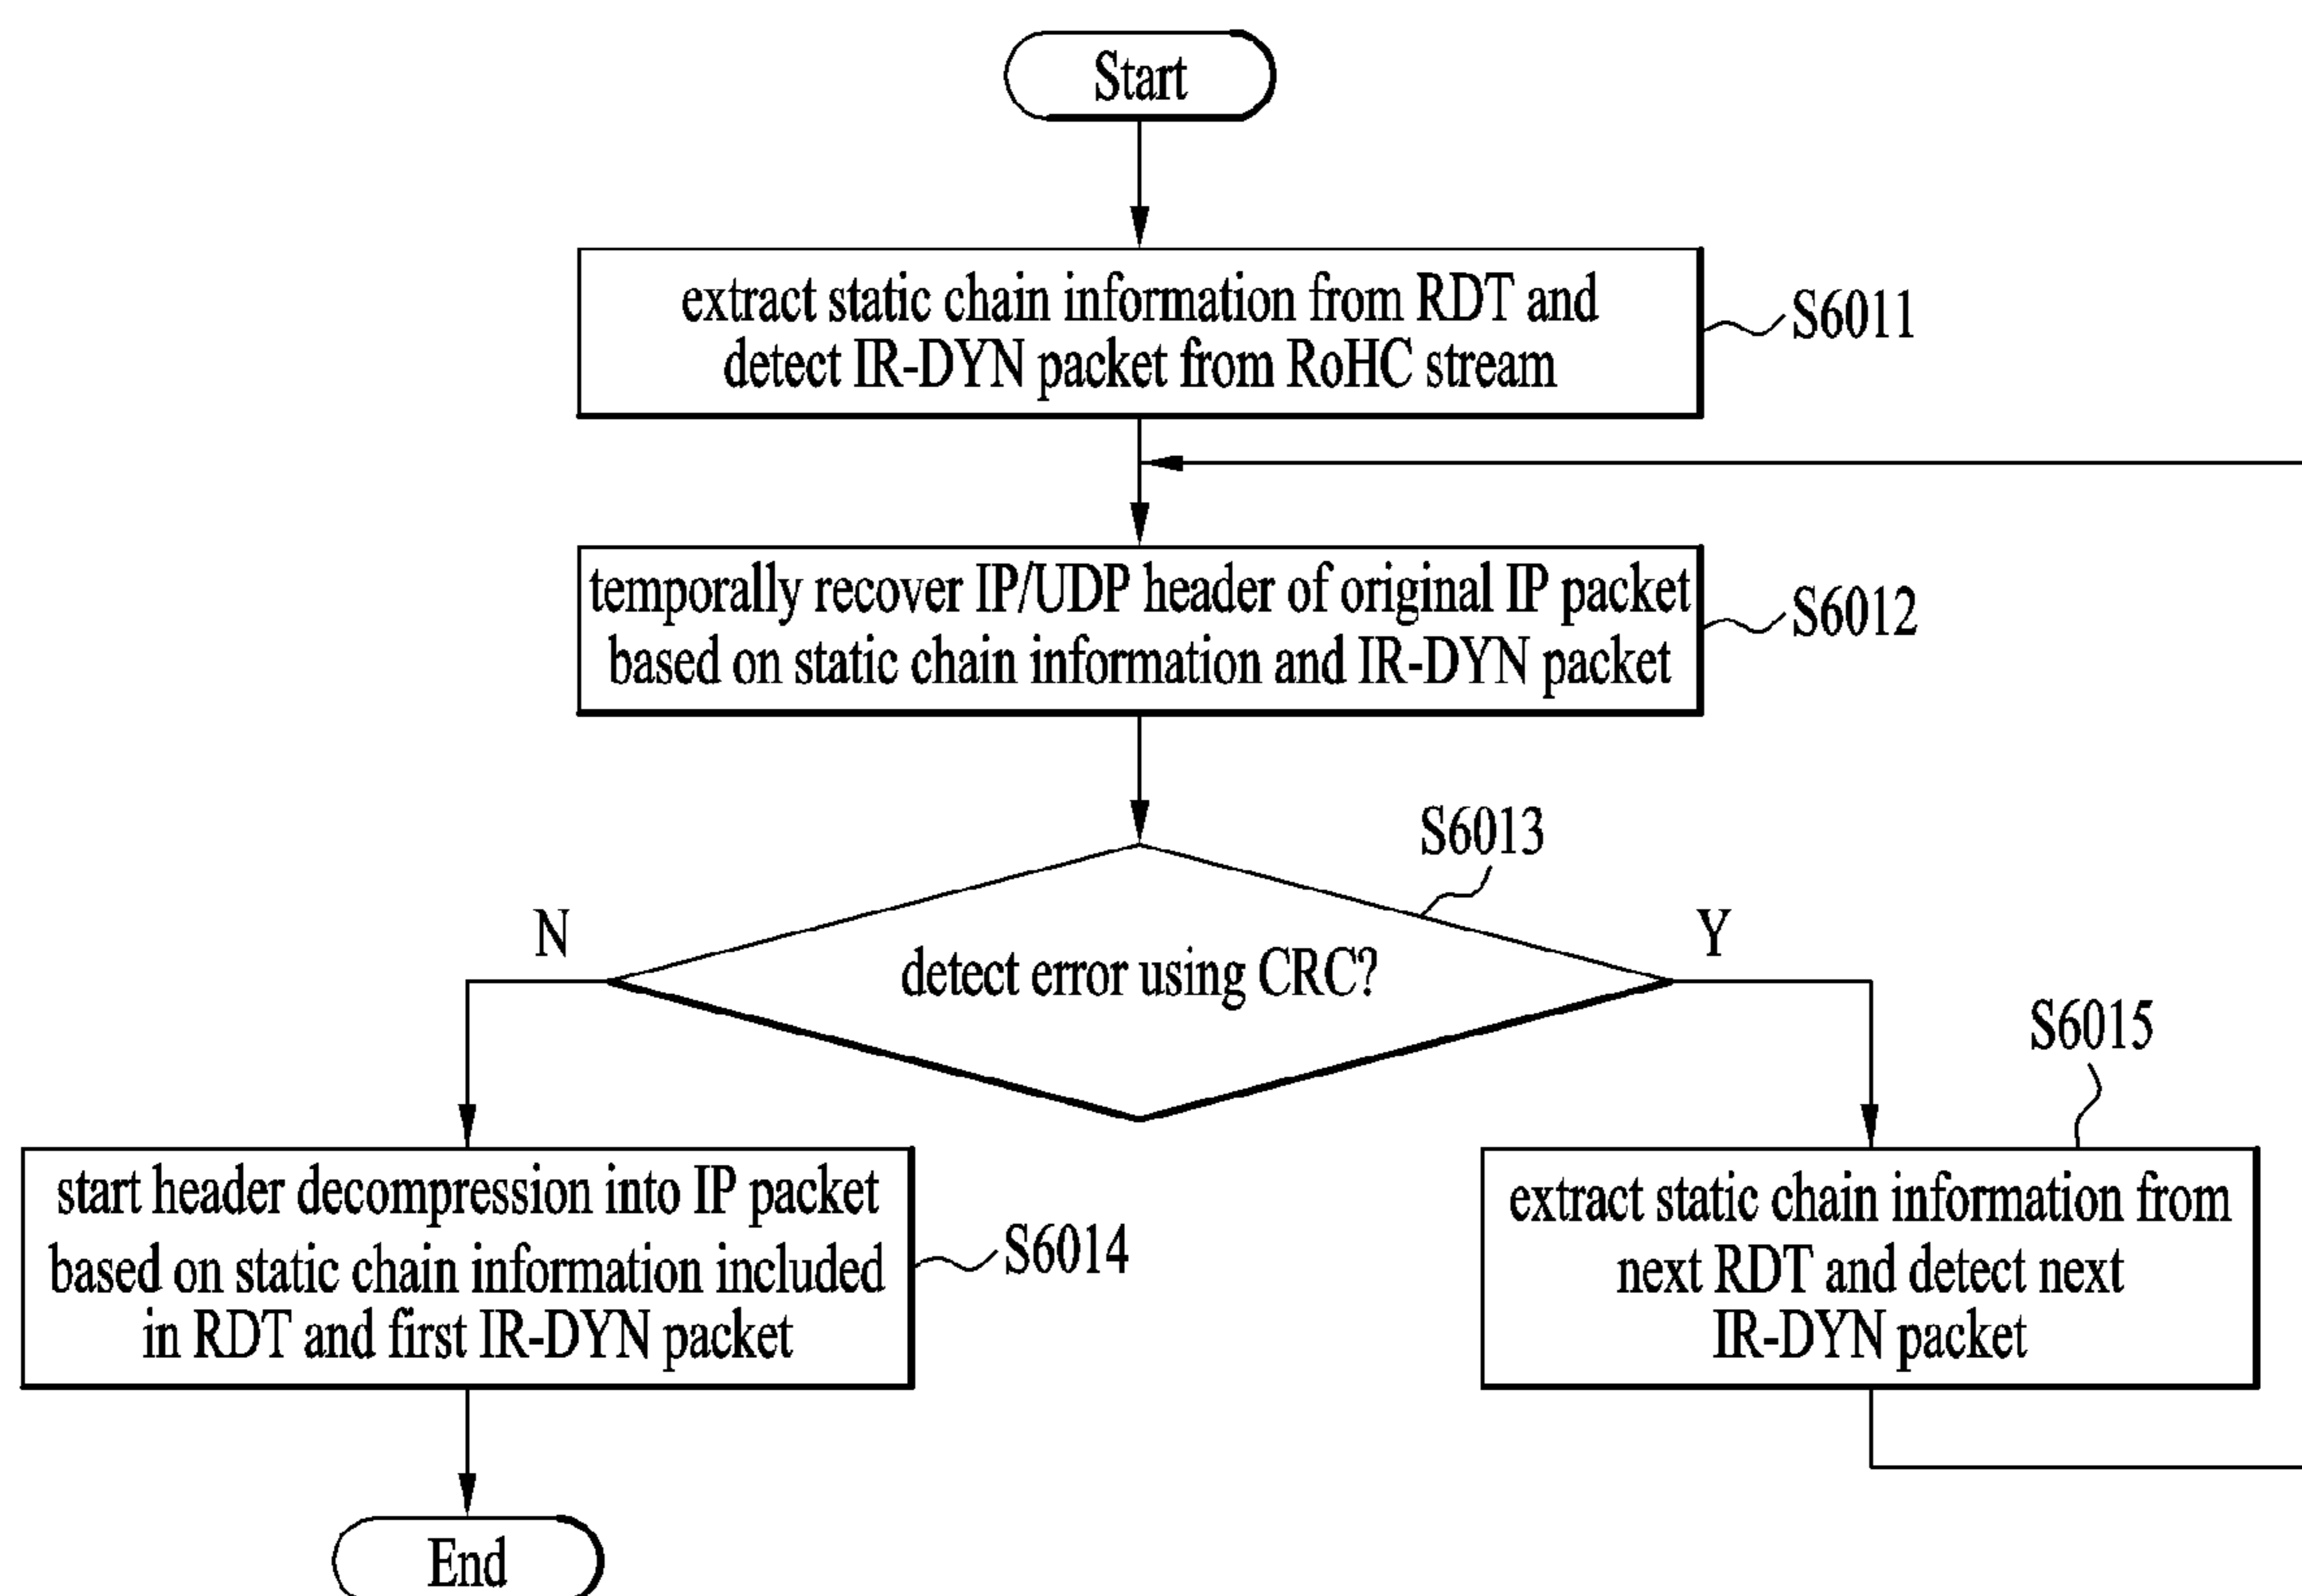 Start
extract static chain information from RDT and
detect IR-DYN packet from RoHC stream
S6011
temporally recover IP/UDP header of original IP packet
based on static chain information and IR-DYN packet
S6012
S6013
N
detect error using CRC?
Y
S6015
start header decompression into IP packet
based on static chain information included
in RDT and first IR-DYN packet
S6014
extract static chain information from
next RDT and detect next
IR-DYN packet
End